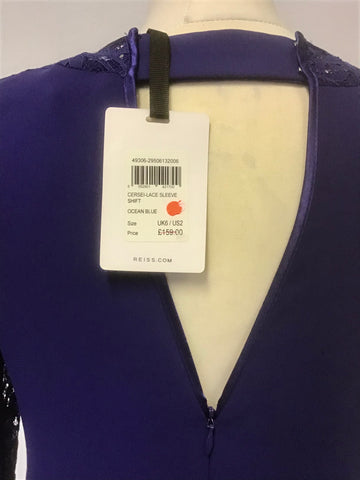 49306-29506132006
CERSEI-LACE SLEEVE
SHIFT
OCEAN BLUE
Size UK6 / US2
Price £159.00
REISS.COM